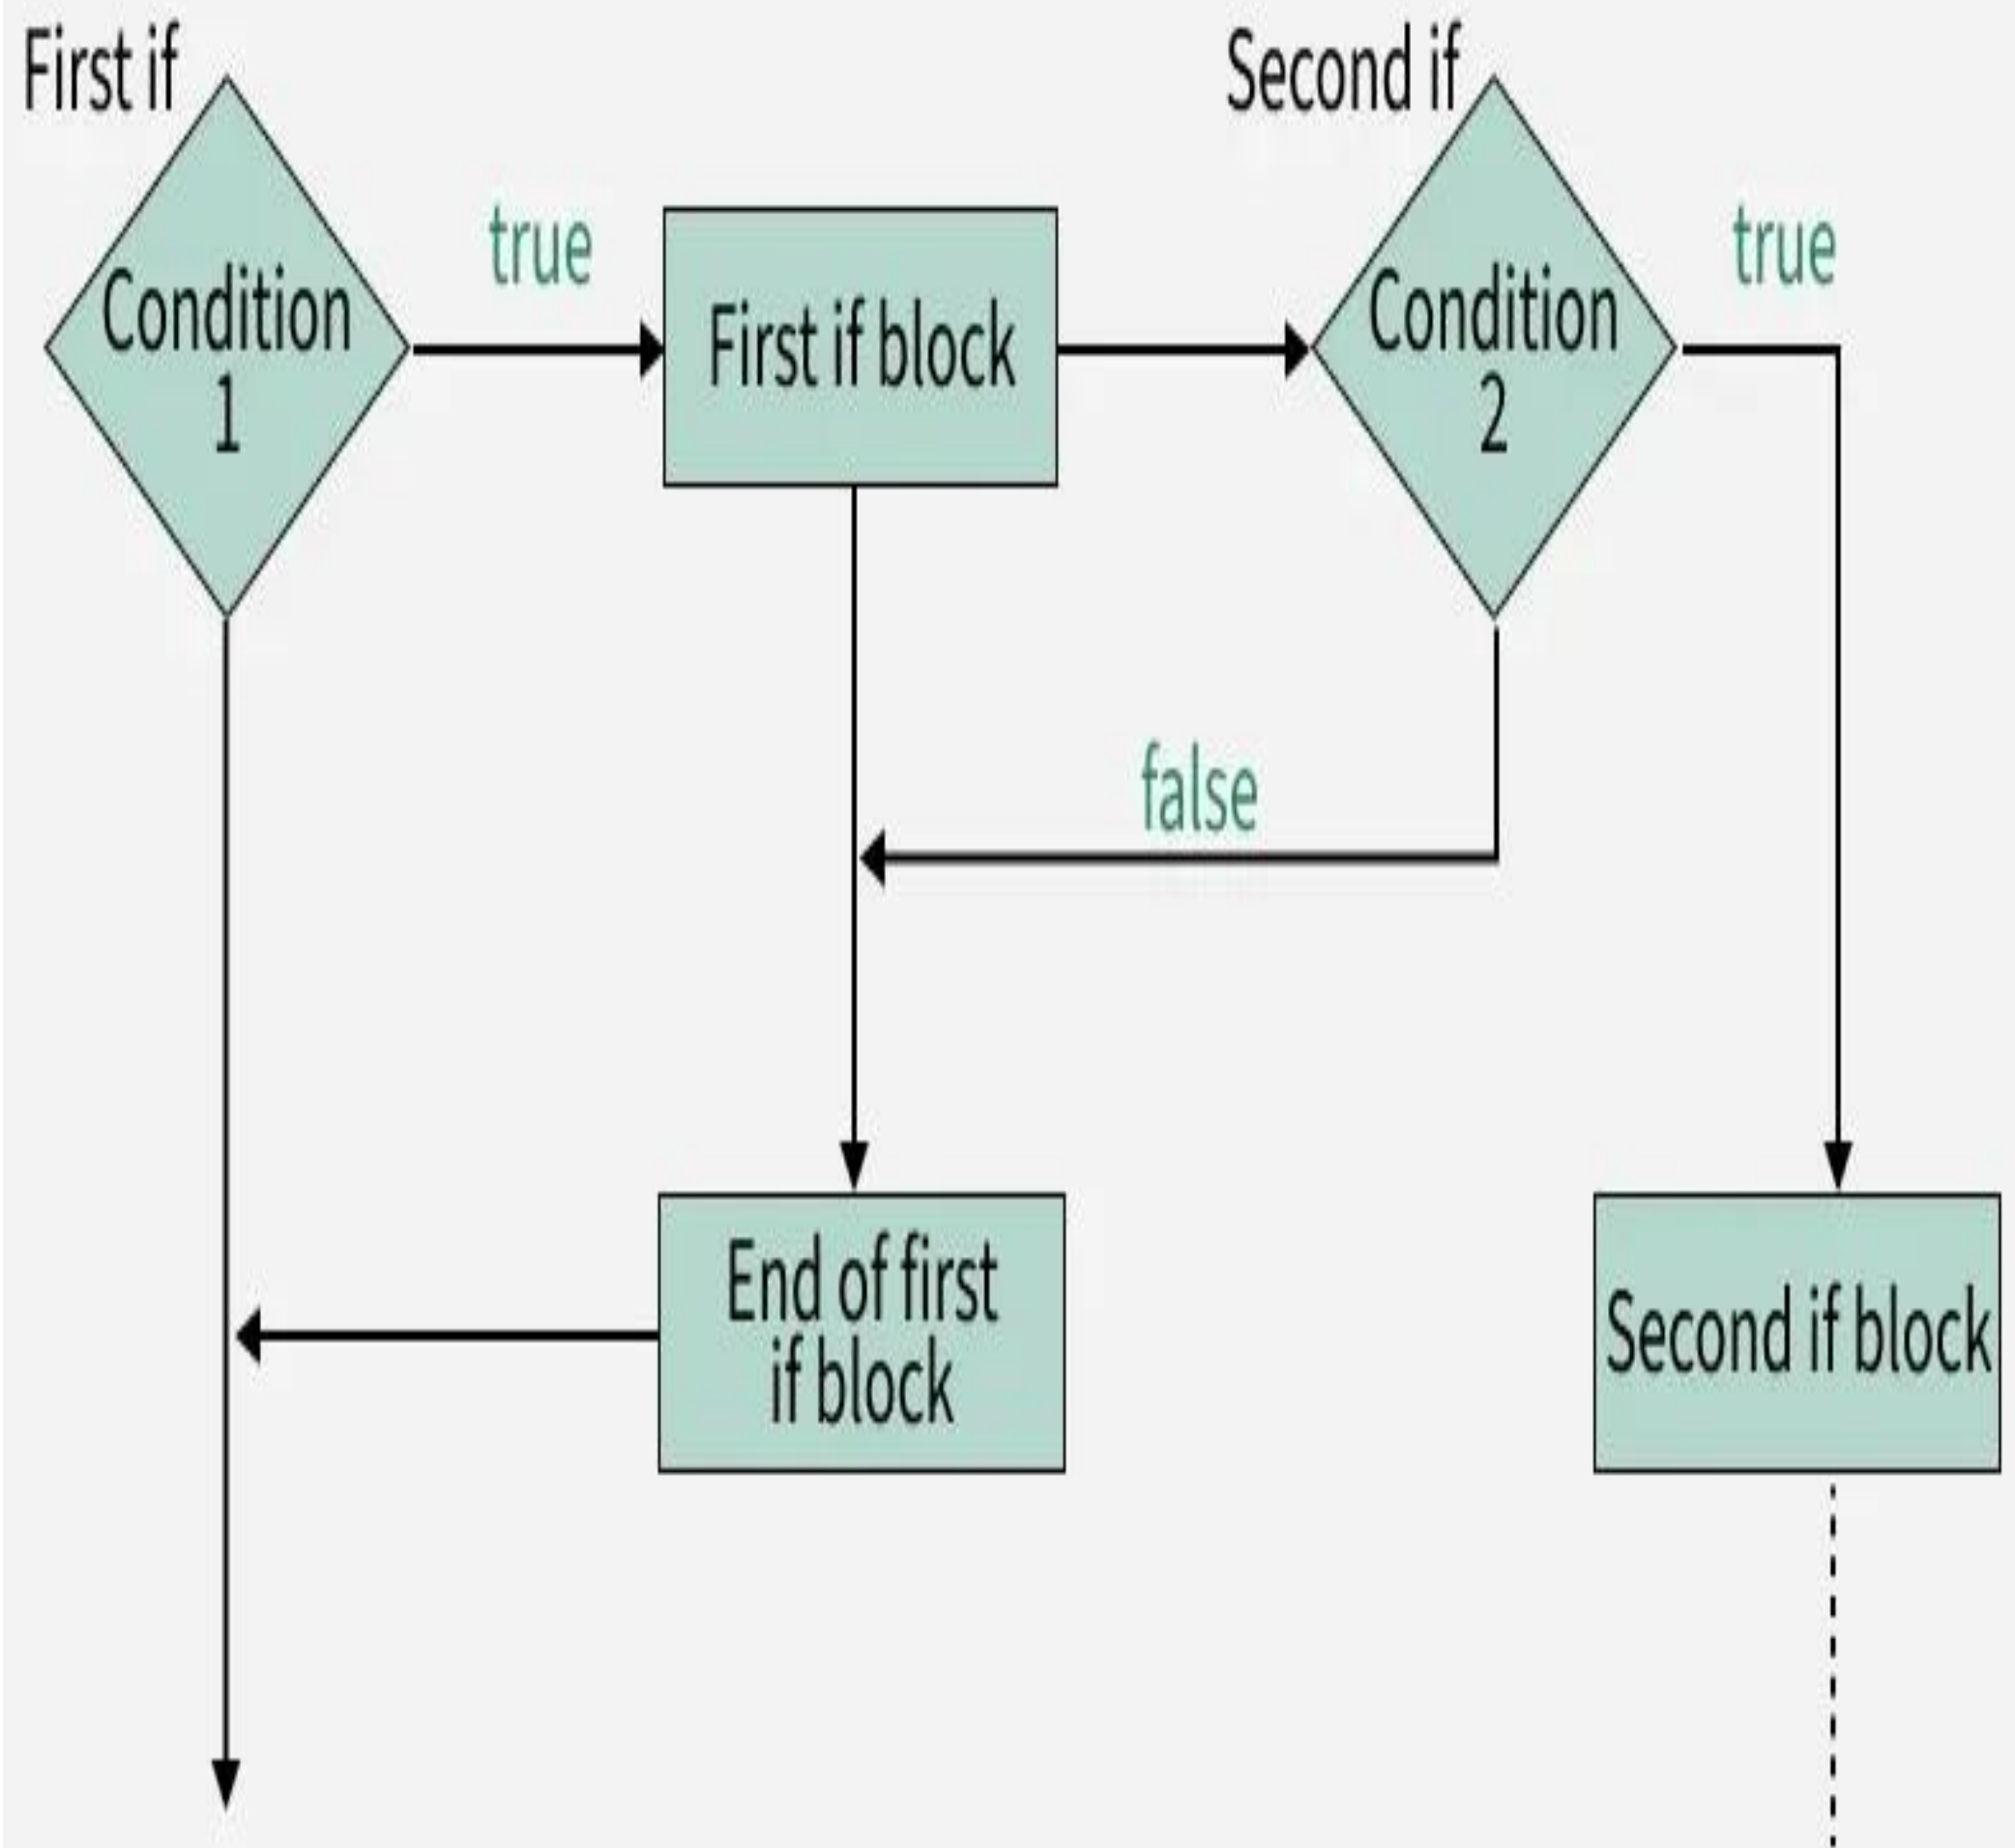 First if
Second if
Condition
1
true
First if block
Condition
2
true
false
End of first
if block
Second if block